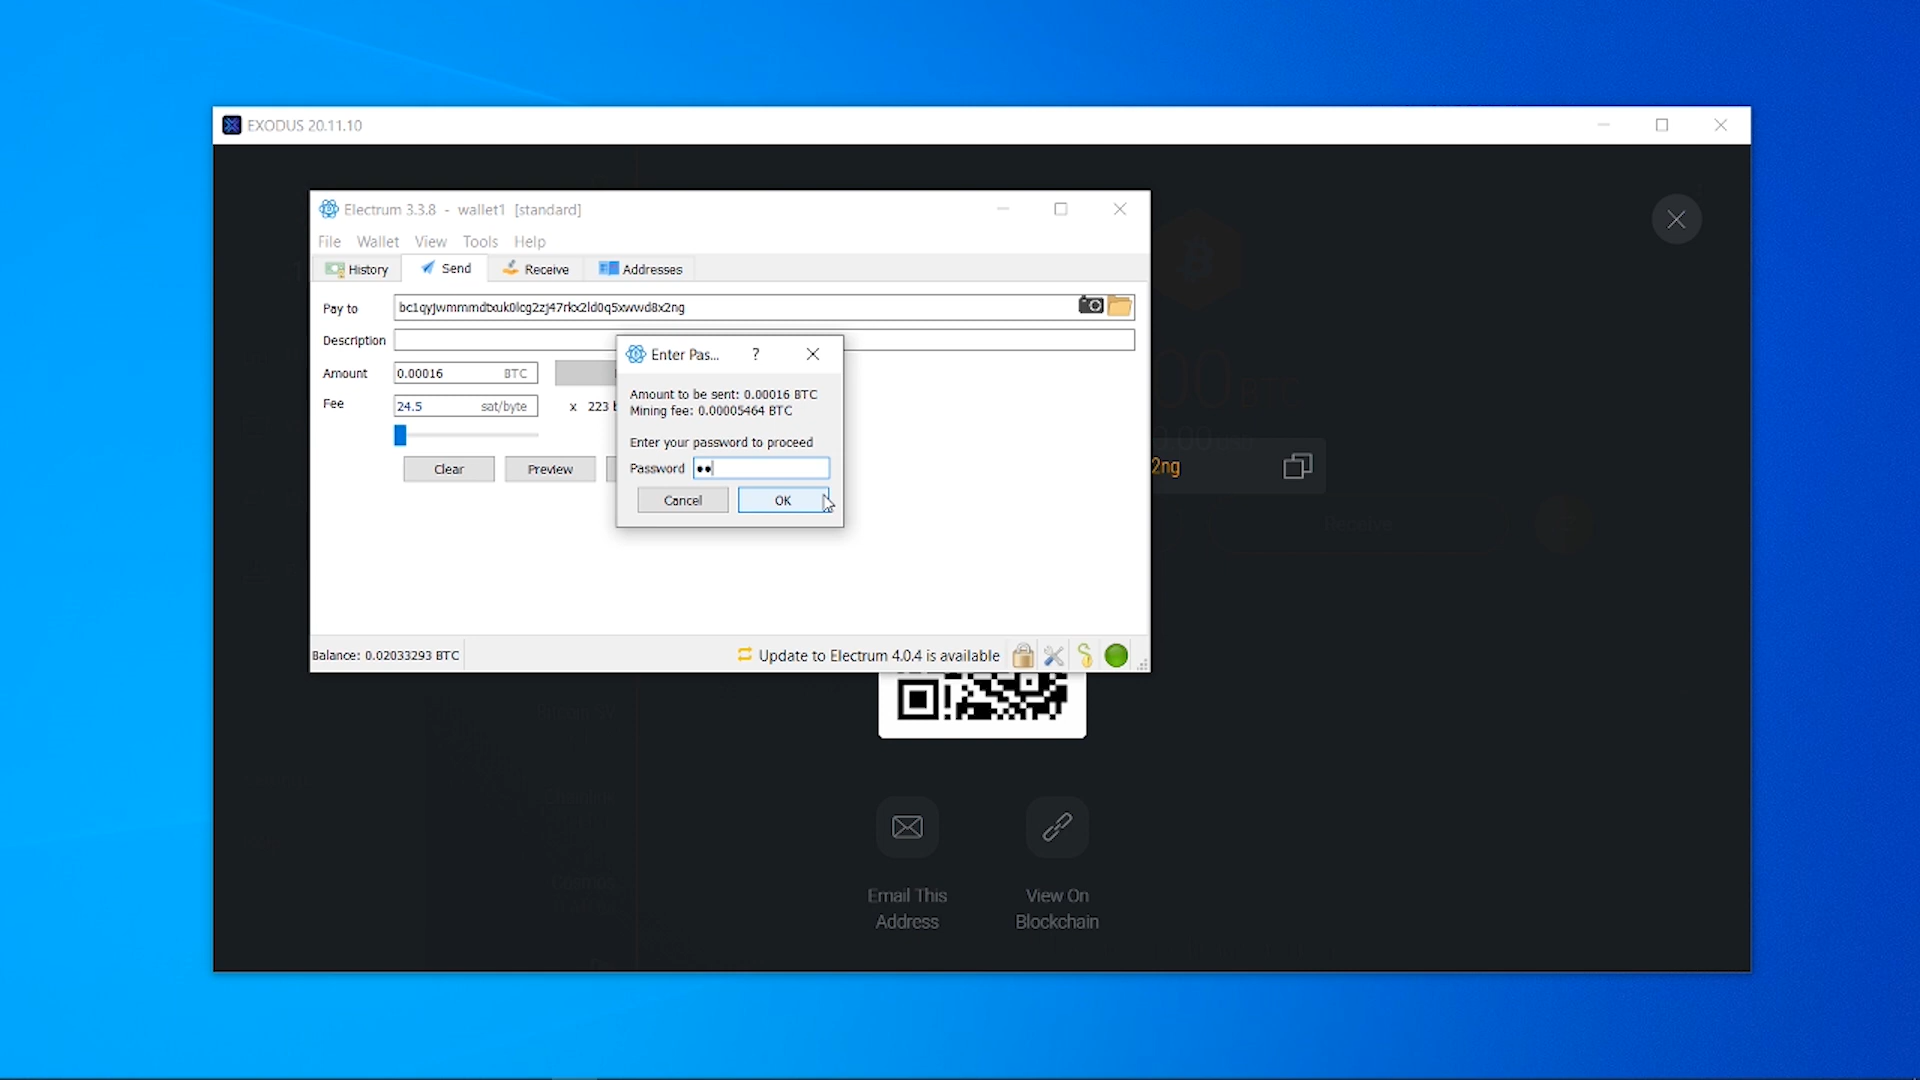 EXODUS 20.11.10
Electrum 3.3.8 - wallet1 [standard]
File Wallet View Tools Help
History Send Receive Addresses
Pay to
Description
Enter Pas... ?
Amount 0.00016 BTC
Amount to be sent: 0.00016 BTC
Fee 24.5 sat/byte x 223
Mining fee: 0.00005464 BTC
Enter your password to proceed
Clear Preview
Password
Cancel OK
2ng
Balance: 0.02033293 BTC
Update to Electrum 4.0.4 is available
Email This
Address
View On
Blockchain